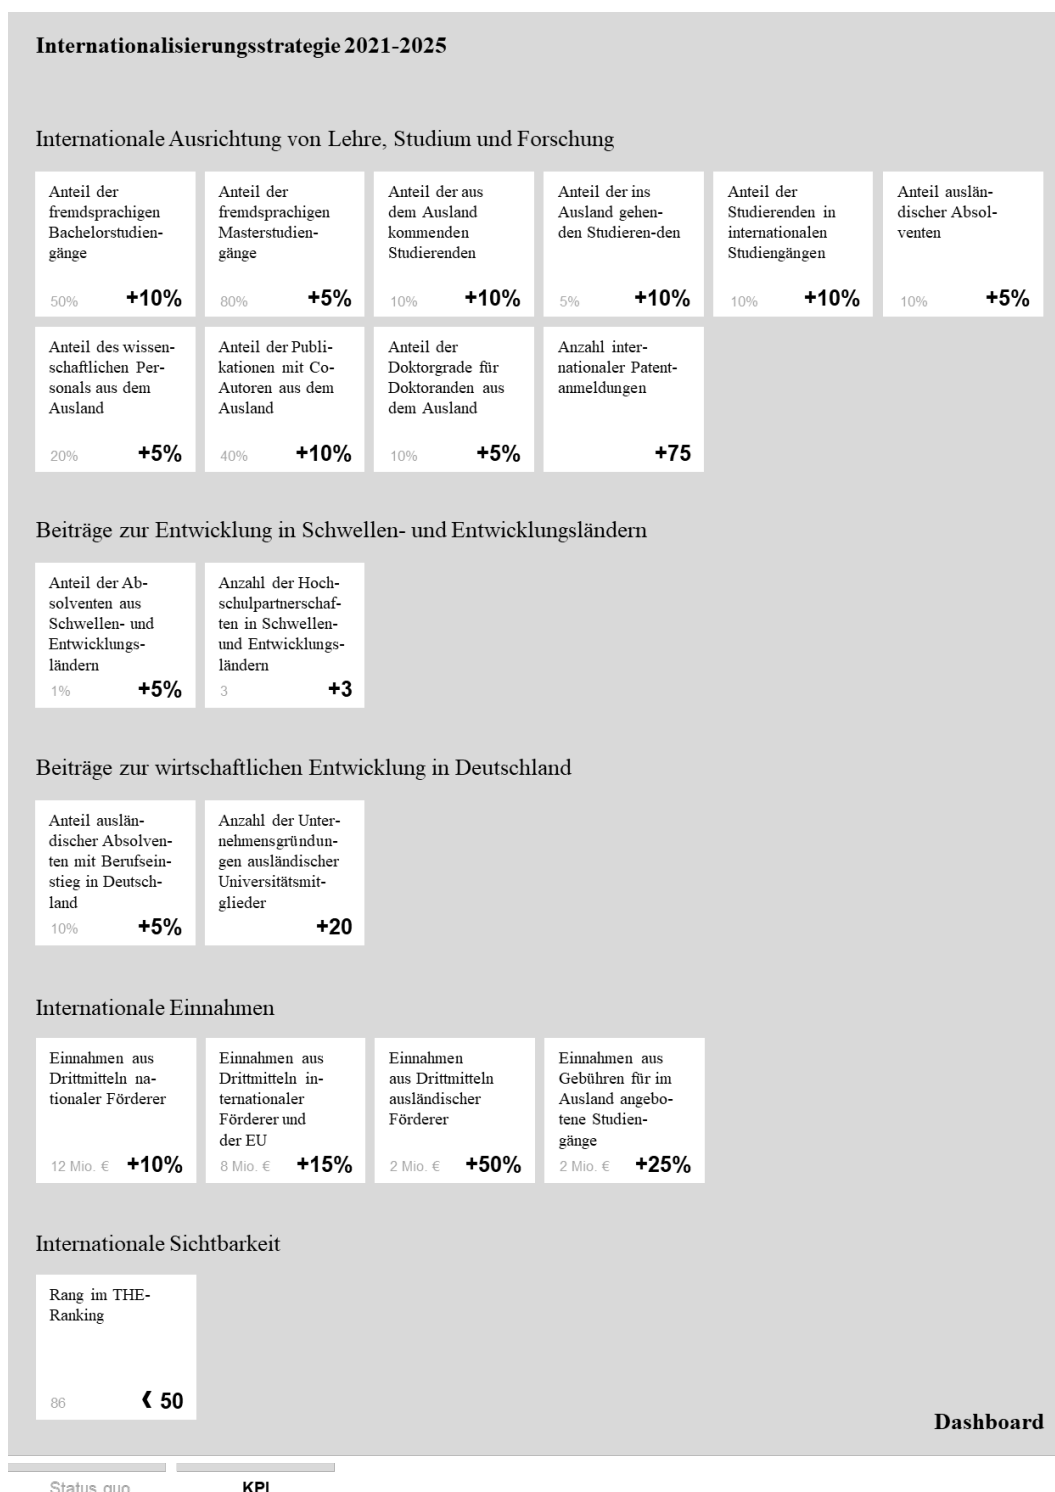 Internationalisierungsstrategie 2021-2025
Internationale Ausrichtung von Lehre, Studium und Forschung
Anteil der
fremdsprachigen
Bachelorstudien-
gänge
50% +10%
Anteil der
fremdsprachigen
Masterstudien-
gänge
80% +5%
Anteil der aus
dem Ausland
kommenden
Studierenden
10% +10%
Anteil der ins
Ausland gehen-
den Studieren-den
5% +10%
Anteil der
Studierenden in
internationalen
Studiengängen
10% +10%
Anteil auslän-
discher Absol-
venten
10% +5%
Anteil des wissen-
schaftlichen Per-
sonals aus dem
Ausland
20% +5%
Anteil der Publi-
kationen mit Co-
Autoren aus dem
Ausland
40% +10%
Anteil der
Doktorgrade für
Doktoranden aus
dem Ausland
10% +5%
Anzahl inter-
nationaler Patent-
anmeldungen
+75
Beiträge zur Entwicklung in Schwellen- und Entwicklungsländern
Anteil der Ab-
solventen aus
Schwellen- und
Entwicklungs-
ländern
1% +5%
Anzahl der Hoch-
schulpartnerschaf-
ten in Schwellen-
und Entwicklungs-
ländern
3 +3
Beiträge zur wirtschaftlichen Entwicklung in Deutschland
Anteil auslän-
discher Absolven-
ten mit Berufsein-
stieg in Deutsch-
land
10% +5%
Anzahl der Unter-
nehmensgründun-
gen ausländischer
Universitätsmit-
glieder
+20
Internationale Einnahmen
Einnahmen aus
Drittmitteln na-
tionaler Förderer
12 Mio. € +10%
Einnahmen aus
Drittmitteln in-
ternationaler
Förderer und
der EU
8 Mio. € +15%
Einnahmen
aus Drittmitteln
ausländischer
Förderer
2 Mio. € +50%
Einnahmen aus
Gebühren für im
Ausland angebo-
tene Studien-
gänge
2 Mio. € +25%
Internationale Sichtbarkeit
Rang im THE-
Ranking
86 ❰ 50
Dashboard
Status quo KPI